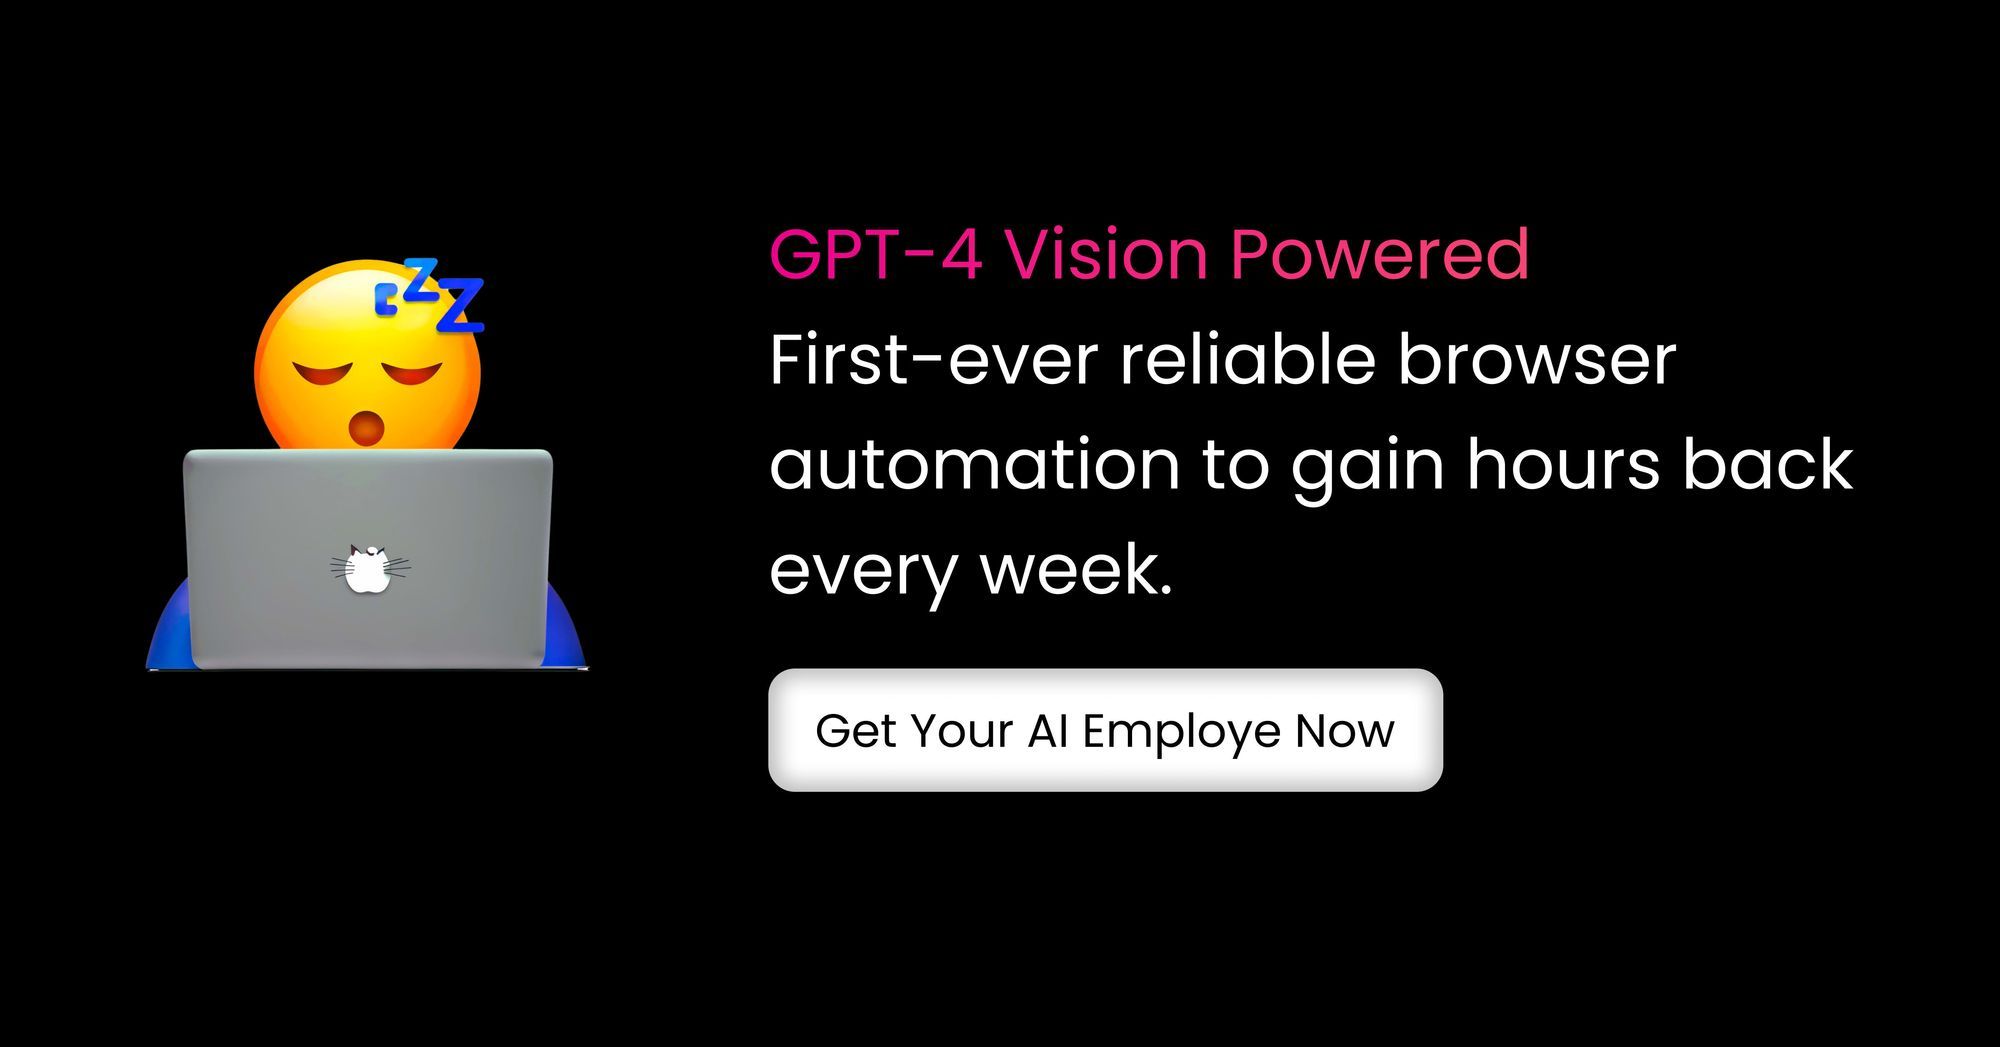 GPT-4 Vision Powered
First-ever reliable browser
automation to gain hours back
every week.
Get Your AI Employe Now